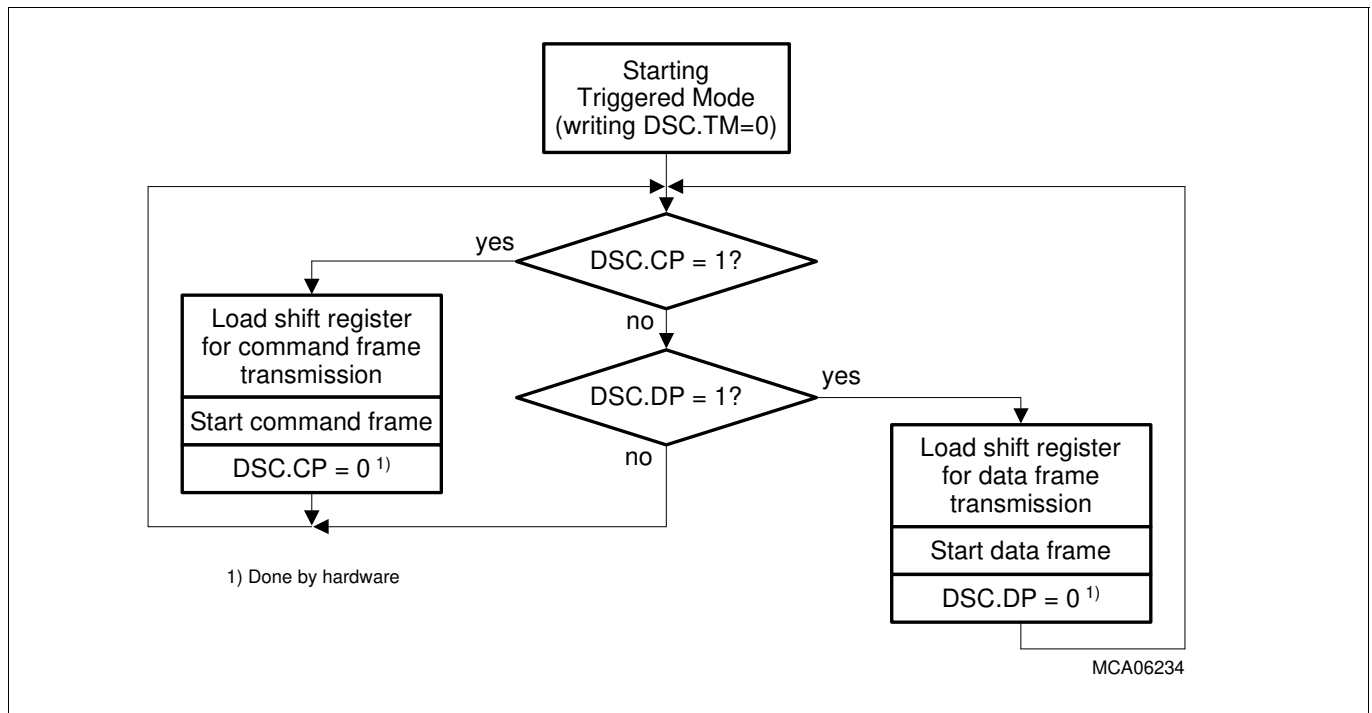 Starting
Triggered Mode
(writing DSC.TM=0)
yes
DSC.CP = 1?
Load shift register
for command frame
transmission
Start command frame
DSC.CP = 0 1)
no
DSC.DP = 1?
yes
no
Load shift register
for data frame
transmission
Start data frame
DSC.DP = 0 1)
1) Done by hardware
MCA06234